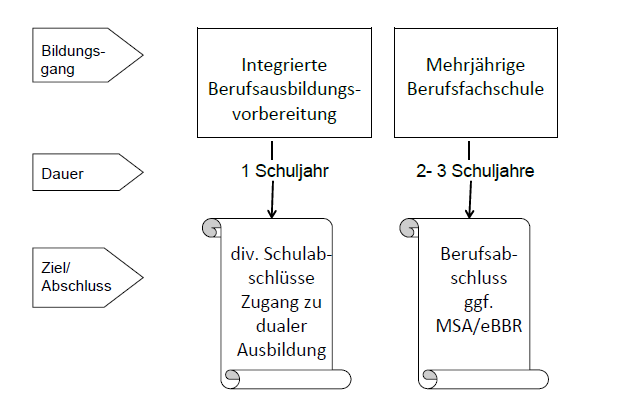 Bildungs-
gang
Integrierte
Berufsausbildungs-
vorbereitung
Mehrjährige
Berufsfachschule
Dauer
1 Schuljahr
2- 3 Schuljahre
Ziel/
Abschluss
div. Schulab-
schlüsse
Zugang zu
dualer
Ausbildung
Berufsab-
schluss
ggf.
MSA/eBBR